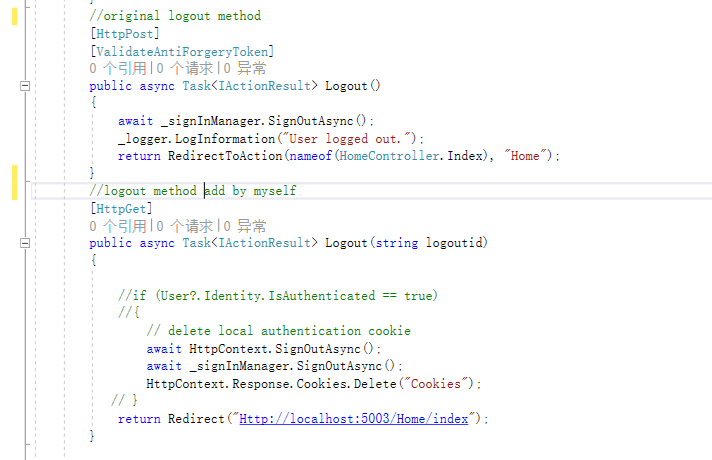 //original logout method
[HttpPost]
[ValidateAntiForgeryToken]
0 个引用|0 个请求|0 异常
public async Task<IActionResult> Logout()
{
await _signInManager.SignOutAsync();
_logger.LogInformation("User logged out.");
return RedirectToAction(nameof(HomeController.Index), "Home");
}
//logout method add by myself
[HttpGet]
0 个引用|0 个请求|0 异常
public async Task<IActionResult> Logout(string logoutid)
{
//if (User?.Identity.IsAuthenticated == true)
//{
// delete local authentication cookie
await HttpContext.SignOutAsync();
await _signInManager.SignOutAsync();
HttpContext.Response.Cookies.Delete("Cookies");
// }
return Redirect("Http://localhost:5003/Home/index");
}